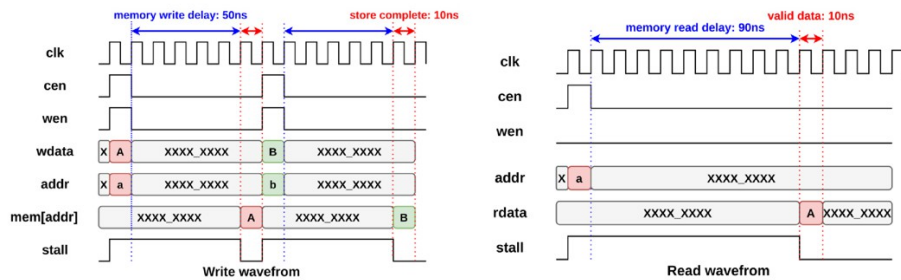 memory write delay: 50ns
store complete: 10ns
clk
cen
wen
wdata
X
A
XXXX_XXXX
B
XXXX_XXXX
addr
X
a
XXXX_XXXX
b
XXXX_XXXX
mem[addr]
XXXX_XXXX
A
XXXX_XXXX
B
stall
Write wavefrom
valid data: 10ns
memory read delay: 90ns
clk
cen
wen
addr
X
a
XXXX_XXXX
rdata
XXXX_XXXX
A
XXXX_XXXX
stall
Read wavefrom